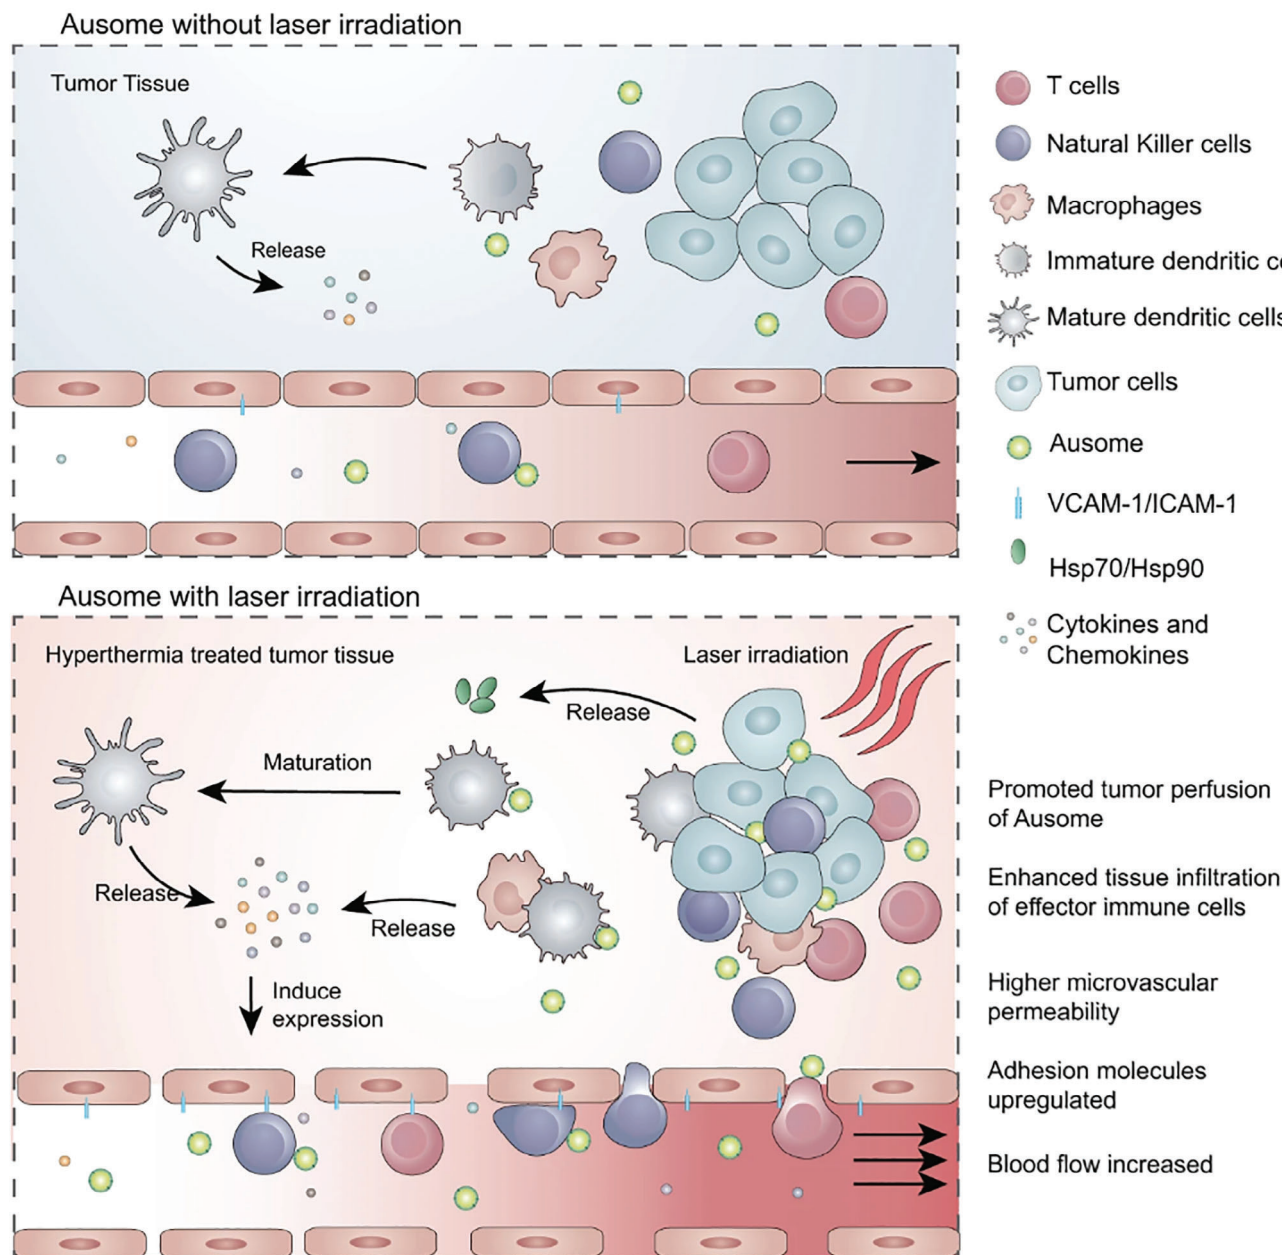 Ausome without laser irradiation
Tumor Tissue
Release
T cells
Natural Killer cells
Macrophages
Immature dendritic ce
Mature dendritic cells
Tumor cells
Ausome
VCAM-1/ICAM-1
Hsp70/Hsp90
Cytokines and
Chemokines
Ausome with laser irradiation
Hyperthermia treated tumor tissue
Laser irradiation
Release
Maturation
Release
Release
Induce
expression
Promoted tumor perfusion
of Ausome
Enhanced tissue infiltration
of effector immune cells
Higher microvascular
permeability
Adhesion molecules
upregulated
Blood flow increased